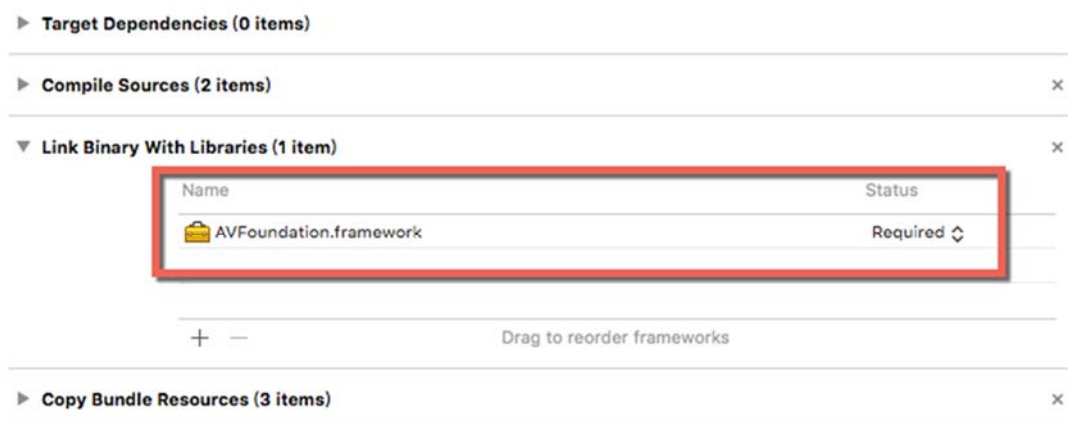 Target Dependencies (0 items)
Compile Sources (2 items)
Link Binary With Libraries (1 item)
Name Status
AVFoundation.framework Required
Drag to reorder frameworks
Copy Bundle Resources (3 items)